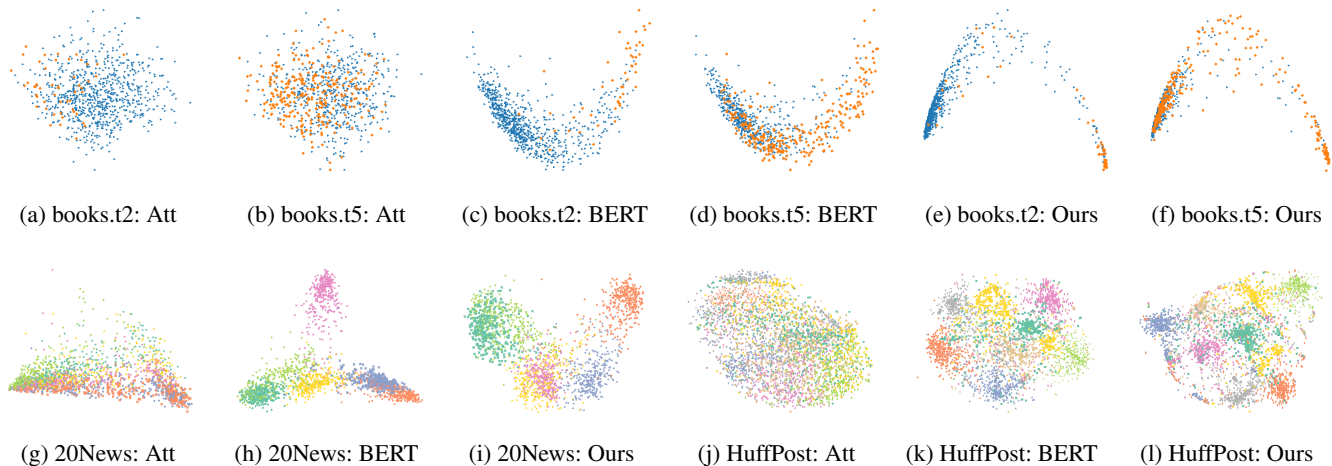 (a) books.t2: Att
(b) books.t5: Att
(c) books.t2: BERT
(d) books.t5: BERT
(e) books.t2: Ours
(f) books.t5: Ours
(g) 20News: Att
(h) 20News: BERT
(i) 20News: Ours
(j) HuffPost: Att
(k) HuffPost: BERT
(l) HuffPost: Ours